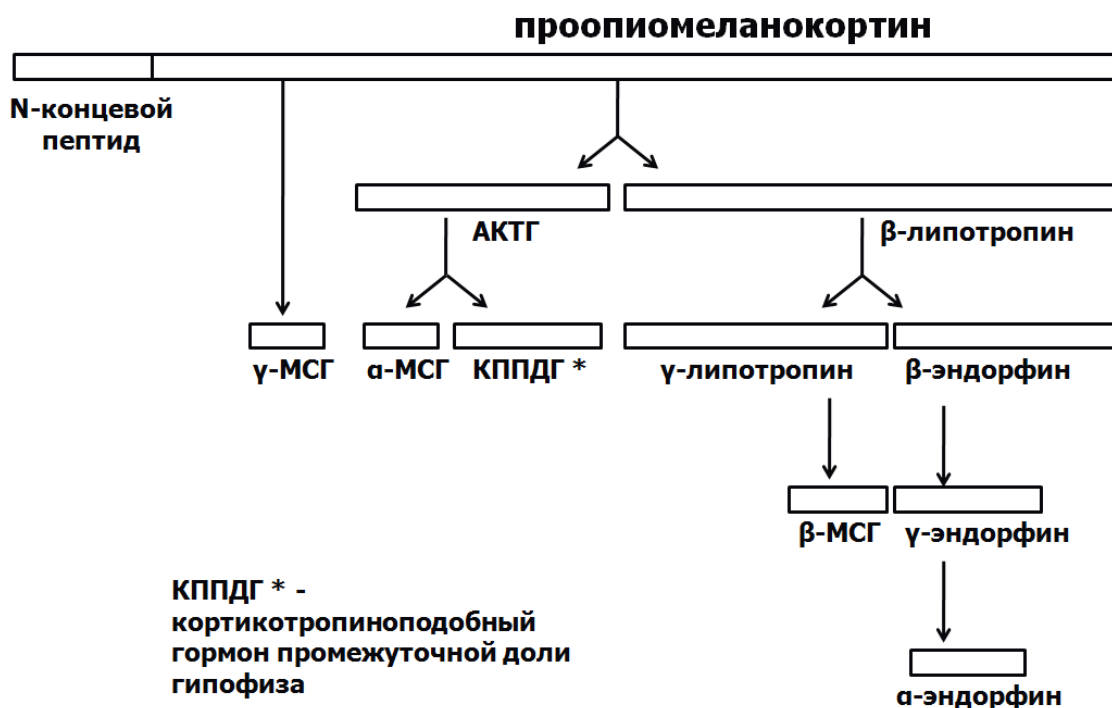 проопиомеланокортин
N-концевой
пептид
АКТГ
β-липотропин
γ-МСГ
α-МСГ
КППДГ *
γ-липотропин
β-эндорфин
β-МСГ
γ-эндорфин
КППДГ * -
кортикотропиноподобный
гормон промежуточной доли
гипофиза
α-эндорфин